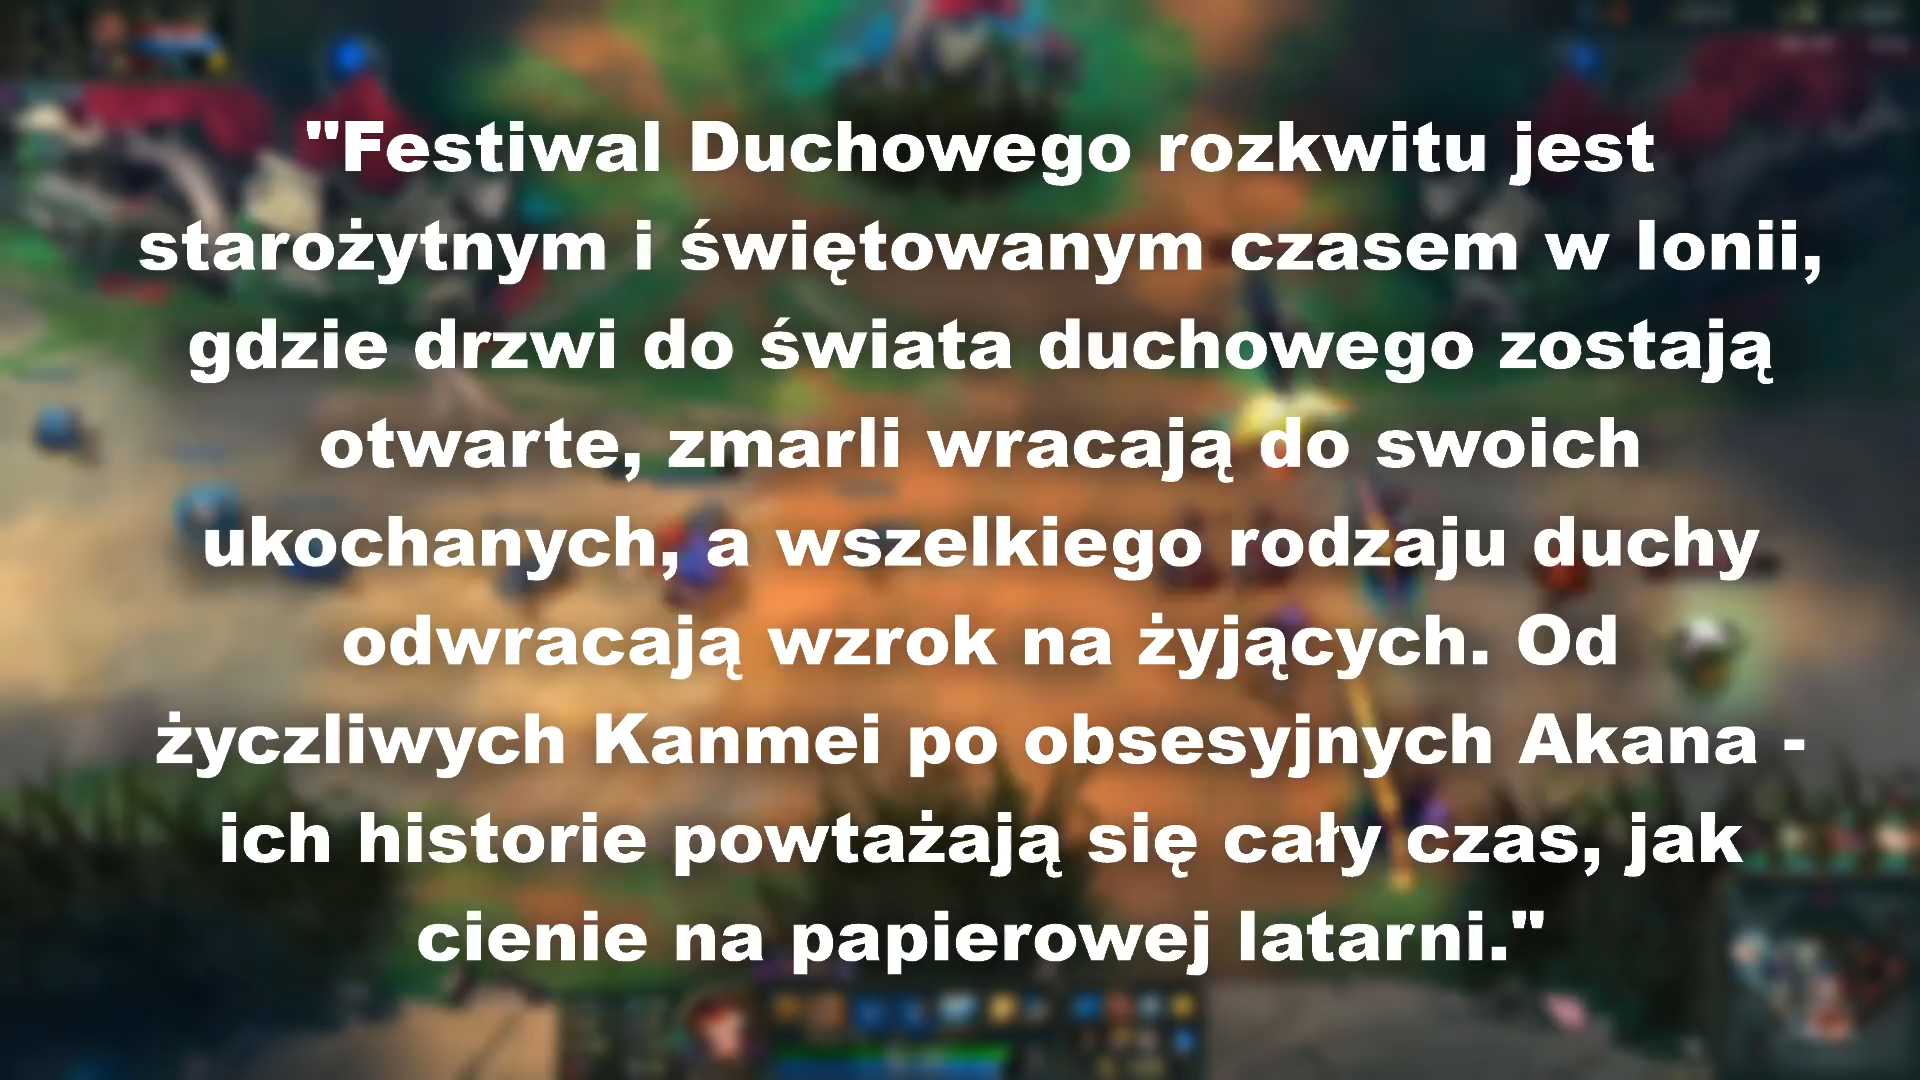 "Festiwal Duchowego rozkwitu jest
starożytnym i świętowanym czasem w Ionii,
gdzie drzwi do świata duchowego zostają
otwarte, zmarli wracają do swoich
ukochanych, a wszelkiego rodzaju duchy
odwracają wzrok na żyjących. Od
życzliwych Kanmei po obsesyjnych Akana -
ich historie powtażają się cały czas, jak
cienie na papierowej latarni."